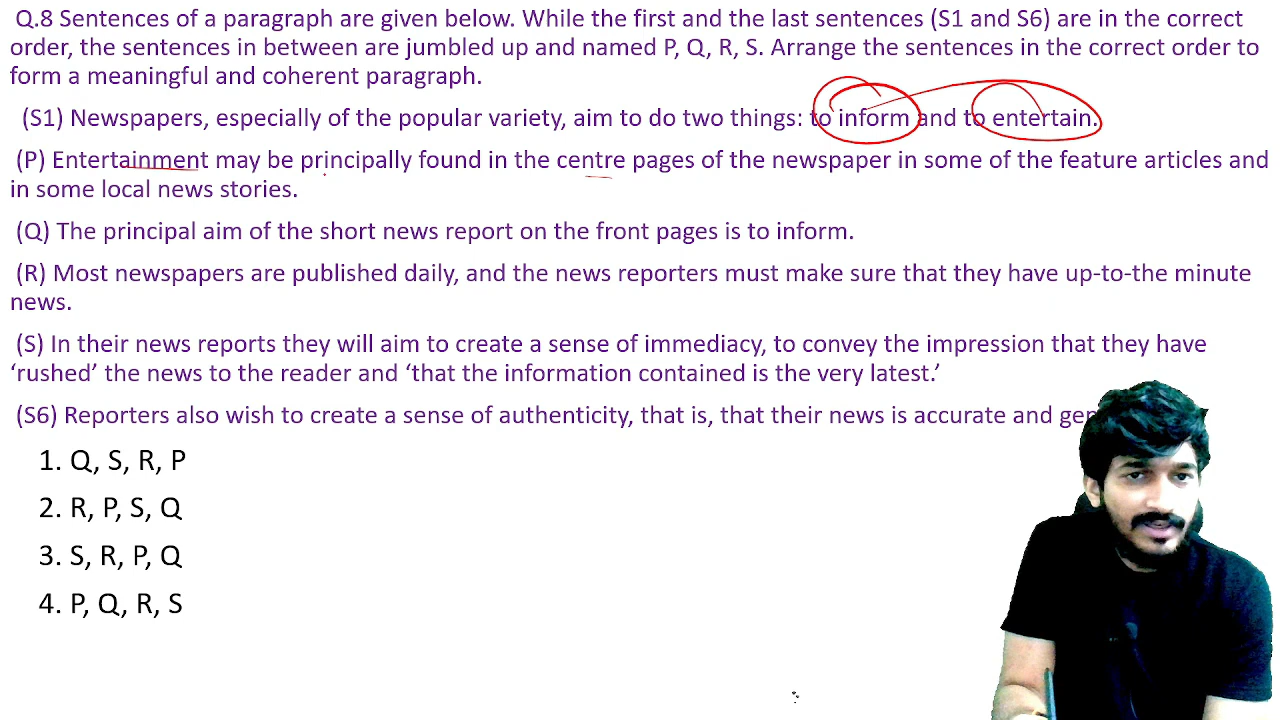 Q.8 Sentences of a paragraph are given below. While the first and the last sentences (S1 and S6) are in the correct
order, the sentences in between are jumbled up and named P, Q, R, S. Arrange the sentences in the correct order to
form a meaningful and coherent paragraph.
(S1) Newspapers, especially of the popular variety, aim to do two things: to inform and to entertain.
(P) Entertainment may be principally found in the centre pages of the newspaper in some of the feature articles and
in some local news stories.
(Q) The principal aim of the short news report on the front pages is to inform.
(R) Most newspapers are published daily, and the news reporters must make sure that they have up-to-the minute
news.
(S) In their news reports they will aim to create a sense of immediacy, to convey the impression that they have
‘rushed’ the news to the reader and ‘that the information contained is the very latest.’
(S6) Reporters also wish to create a sense of authenticity, that is, that their news is accurate and
1. Q, S, R, P
2. R, P, S, Q
3. S, R, P, Q
4. P, Q, R, S